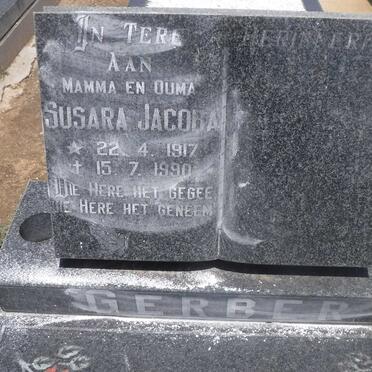 IN TERE HERINNERI
AAN
MAMMA EN OUMA
SUSARA JACOBA
★ 22. 4. 1917
✝ 15. 7. 1990
DIE HERE HET GEGEE
DIE HERE HET GENEEM
GERBER